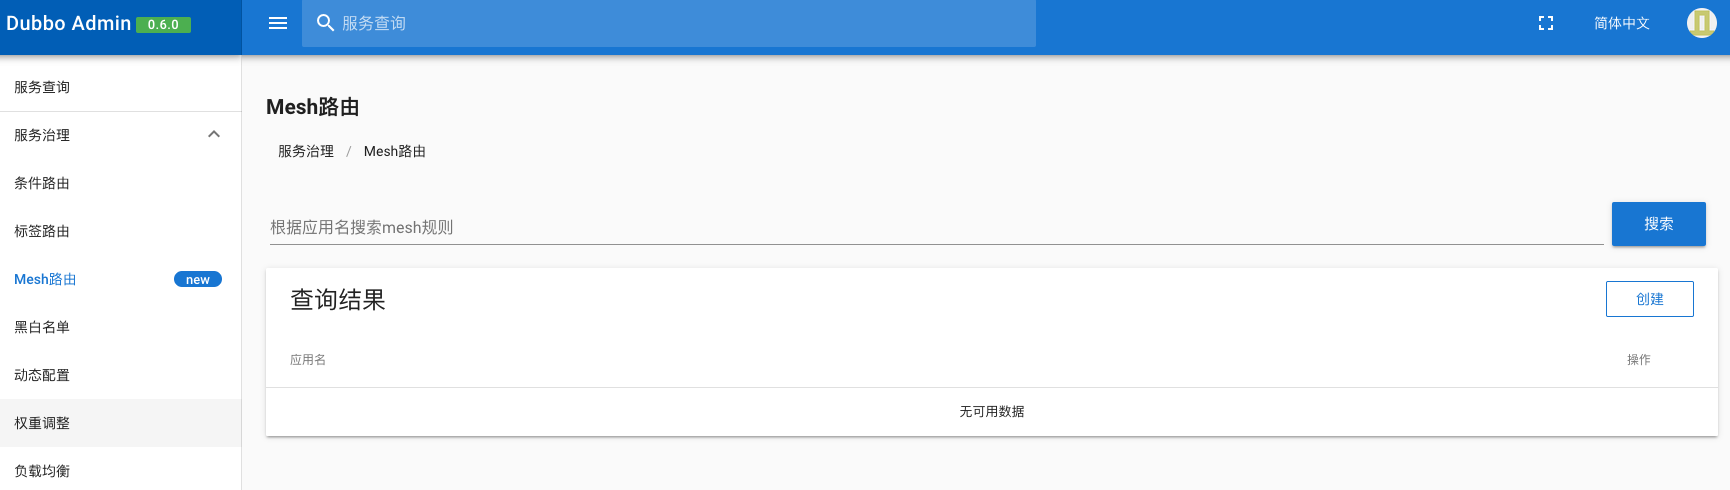 Dubbo Admin 0.6.0
服务查询
简体中文
服务查询
服务治理
条件路由
标签路由
Mesh路由 new
黑白名单
动态配置
权重调整
负载均衡
Mesh路由
服务治理 / Mesh路由
根据应用名搜索mesh规则
搜索
查询结果
创建
应用名 操作
无可用数据